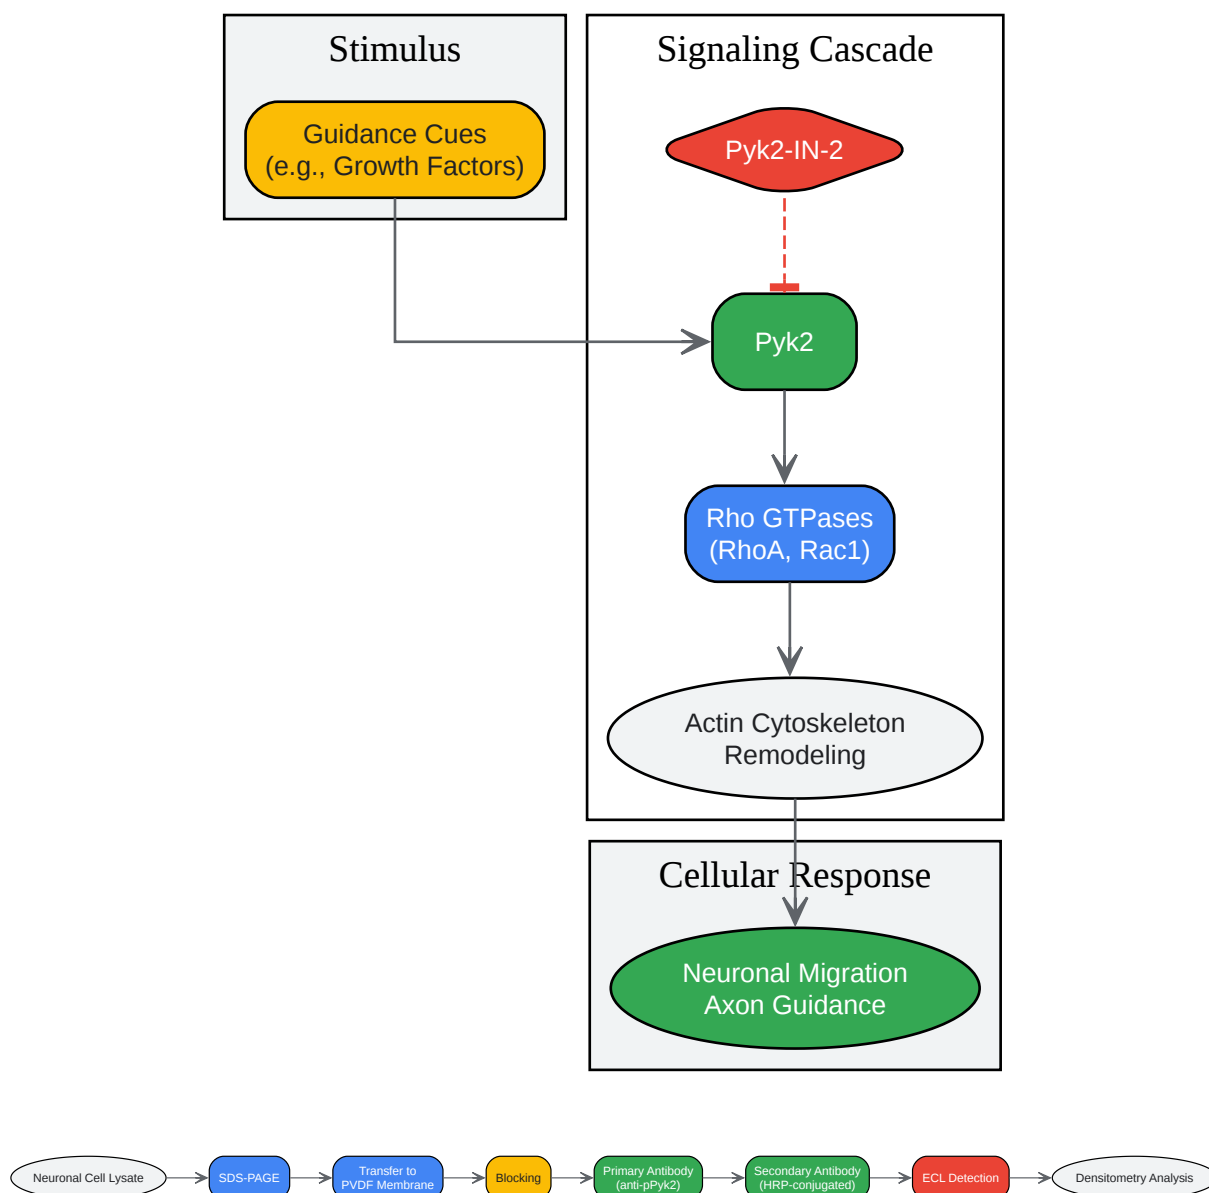 Stimulus
Guidance Cues
(e.g., Growth Factors)
Signaling Cascade
Pyk2-IN-2
Pyk2
Rho GTPases
(RhoA, Rac1)
Actin Cytoskeleton
Remodeling
Cellular Response
Neuronal Migration
Axon Guidance
Neuronal Cell Lysate
SDS-PAGE
Transfer to
PVDF Membrane
Blocking
Primary Antibody
(anti-pPyk2)
Secondary Antibody
(HRP-conjugated)
ECL Detection
Densitometry Analysis